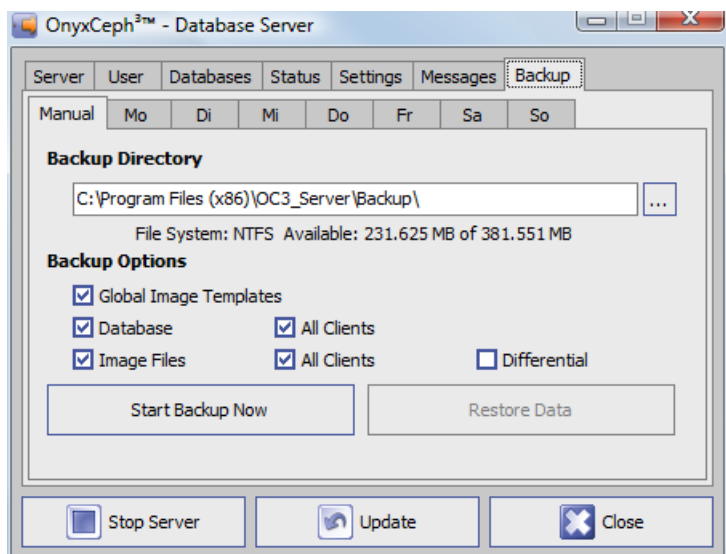 OnyxCeph³™ - Database Server
Server User Databases Status Settings Messages Backup
Manual Mo Di Mi Do Fr Sa So
Backup Directory
C:\Program Files (x86)\OC3_Server\Backup\ ...
File System: NTFS Available: 231.625 MB of 381.551 MB
Backup Options
Global Image Templates
Database All Clients
Image Files All Clients Differential
Start Backup Now Restore Data
Stop Server Update Close